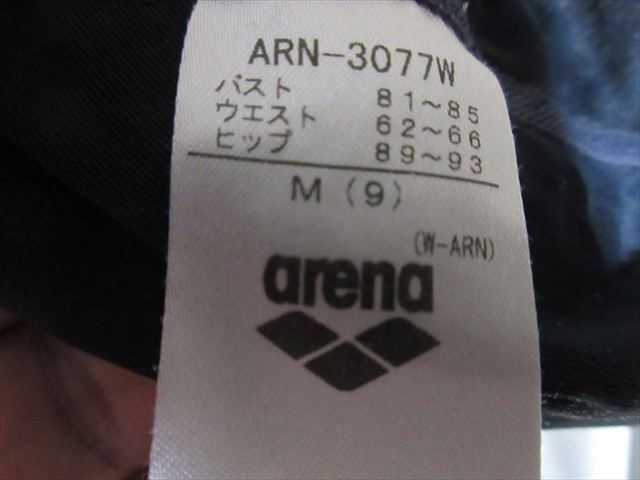 ARN-3077W
バスト 81~85
ウエスト 62~66
ヒップ 89~93
M (9)
(W-ARN)
arena